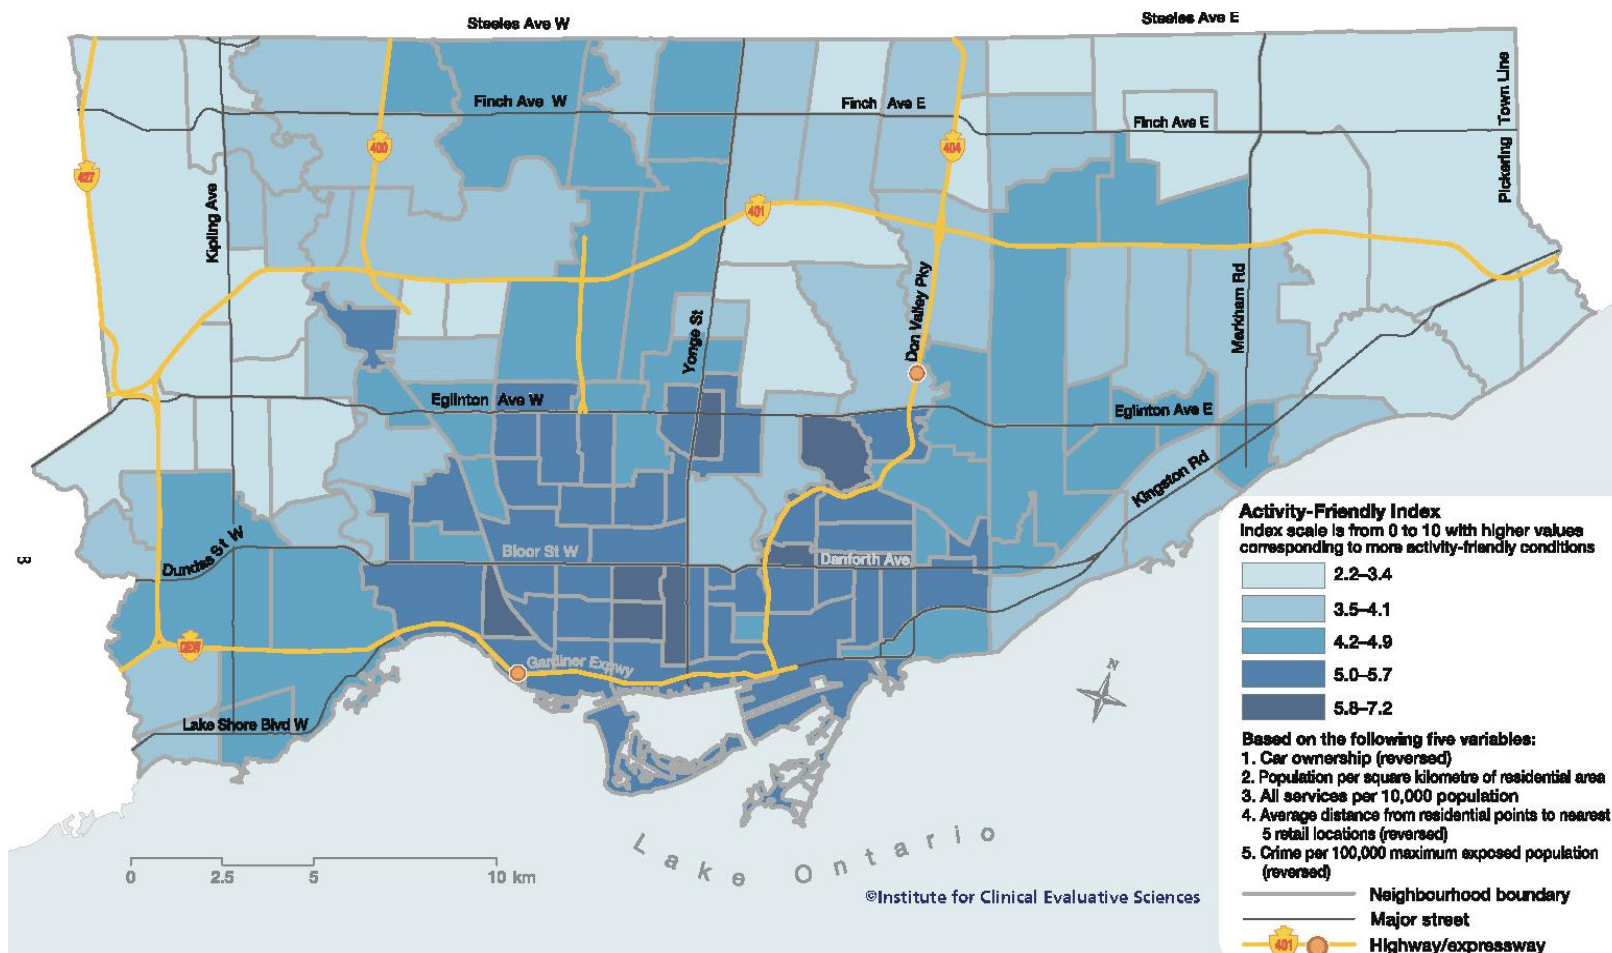 Steeles Ave W
Steeles Ave E
Finch Ave W
Finch Ave E
Finch Ave E
Pickering Town Line
427
400
404
401
Kipling Ave
Yonge St
Don Valley Pky
Markham Rd
Eglinton Ave W
Eglinton Ave E
Kingston Rd
Dundas St W
Bloor St W
Danforth Ave
QEW
Gardiner Expwy
Lake Shore Blvd W
N
Lake Ontario
0 2.5 5 10 km
©Institute for Clinical Evaluative Sciences
Activity-Friendly Index
Index scale is from 0 to 10 with higher values
corresponding to more activity-friendly conditions
2.2–3.4
3.5–4.1
4.2–4.9
5.0–5.7
5.8–7.2
Based on the following five variables:
1. Car ownership (reversed)
2. Population per square kilometre of residential area
3. All services per 10,000 population
4. Average distance from residential points to nearest
5 retail locations (reversed)
5. Crime per 100,000 maximum exposed population
(reversed)
Neighbourhood boundary
Major street
401 Highway/expressway